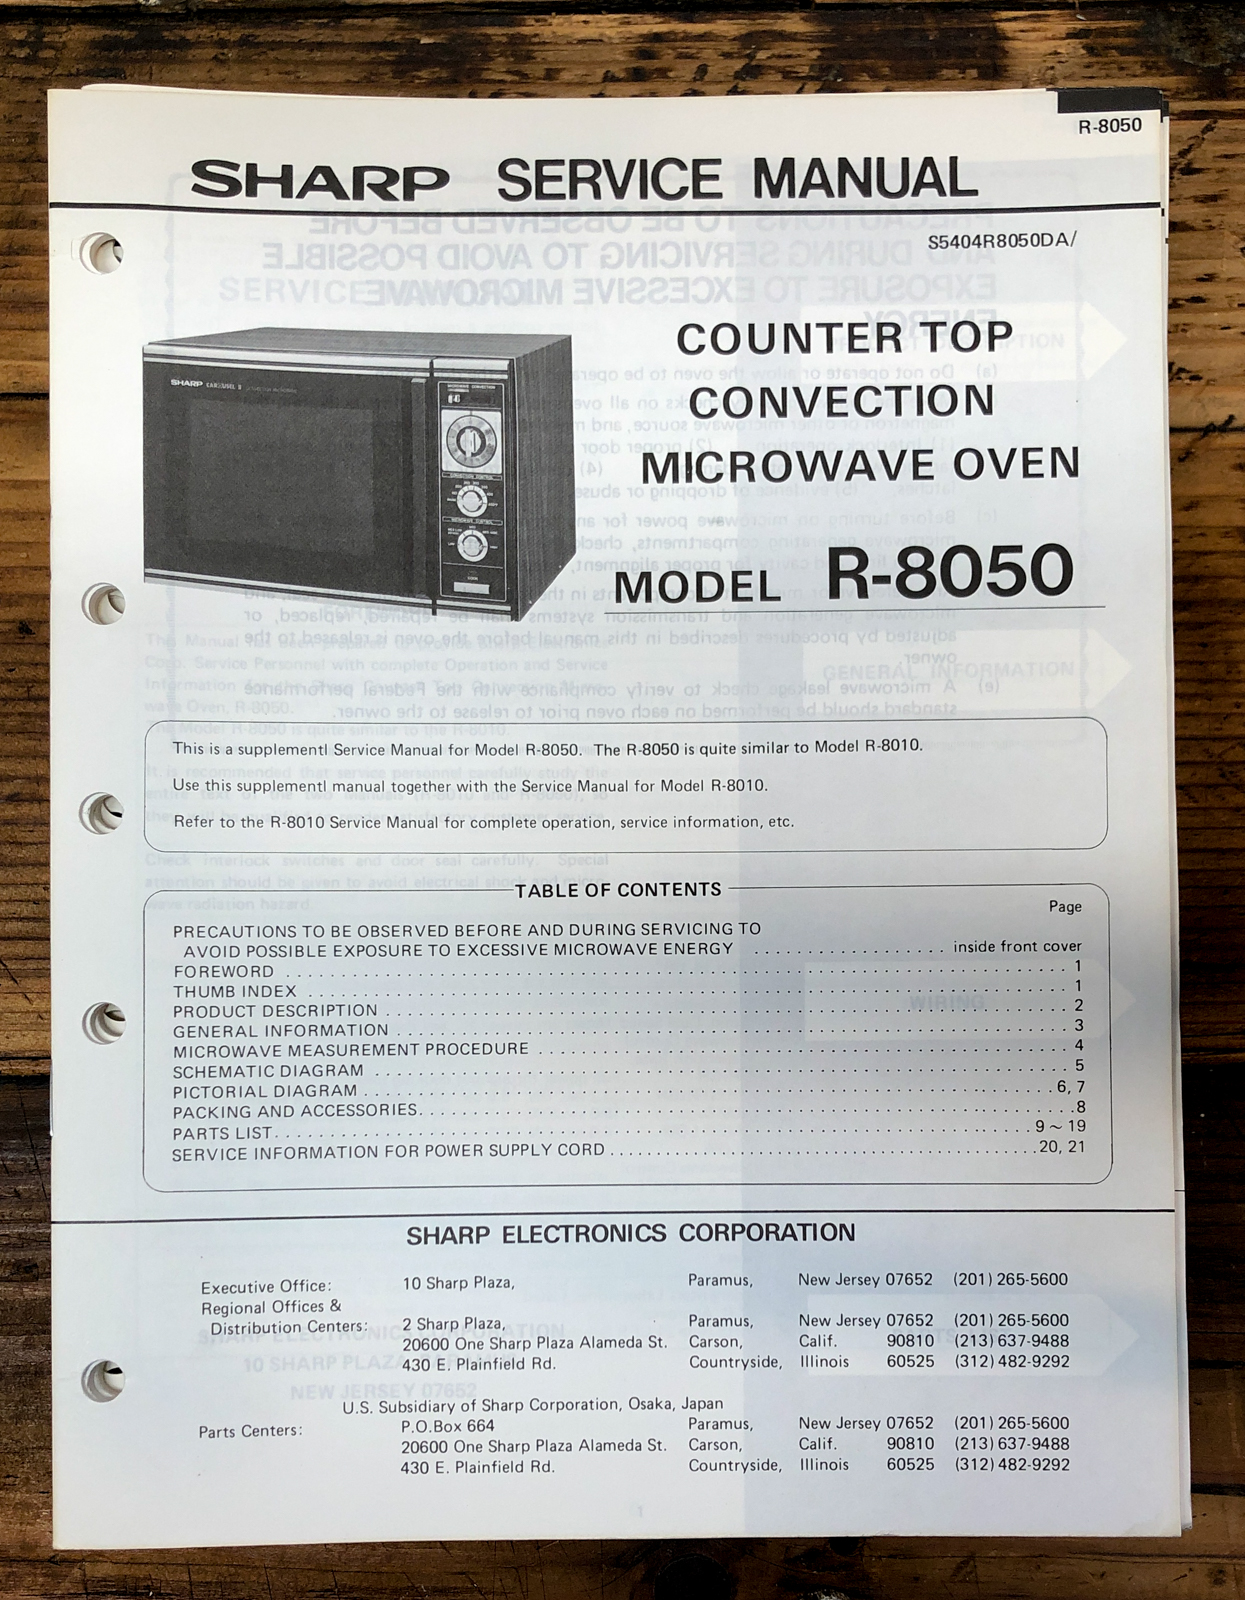 R-8050
SHARP SERVICE MANUAL
S5404R8050DA/
COUNTER TOP
CONVECTION
MICROWAVE OVEN
MODEL R-8050
SHARP CAROUSEL II
This is a supplementl Service Manual for Model R-8050. The R-8050 is quite similar to Model R-8010.
Use this supplementl manual together with the Service Manual for Model R-8010.
Refer to the R-8010 Service Manual for complete operation, service information, etc.
TABLE OF CONTENTS
Page
PRECAUTIONS TO BE OBSERVED BEFORE AND DURING SERVICING TO
AVOID POSSIBLE EXPOSURE TO EXCESSIVE MICROWAVE ENERGY . . . . . . . . . . . . . . . . . . inside front cover
FOREWORD . . . . . . . . . . . . . . . . . . . . 1
THUMB INDEX . . . . . . . . . . . . . . . . . . . . 1
PRODUCT DESCRIPTION . . . . . . . . . . . . . . . . . . . . 2
GENERAL INFORMATION . . . . . . . . . . . . . . . . . . . . 3
MICROWAVE MEASUREMENT PROCEDURE . . . . . . . . . . . . . . . . . . . . 4
SCHEMATIC DIAGRAM . . . . . . . . . . . . . . . . . . . . 5
PICTORIAL DIAGRAM . . . . . . . . . . . . . . . . . . . . 6, 7
PACKING AND ACCESSORIES. . . . . . . . . . . . . . . . . . . . .8
PARTS LIST. . . . . . . . . . . . . . . . . . . . .9 ~ 19
SERVICE INFORMATION FOR POWER SUPPLY CORD . . . . . . . . . . . . . . . . . . . .20, 21
SHARP ELECTRONICS CORPORATION
Executive Office: 10 Sharp Plaza, Paramus, New Jersey 07652 (201) 265-5600
Regional Offices &
Distribution Centers: 2 Sharp Plaza, Paramus, New Jersey 07652 (201) 265-5600
20600 One Sharp Plaza Alameda St. Carson, Calif. 90810 (213) 637-9488
430 E. Plainfield Rd. Countryside, Illinois 60525 (312) 482-9292
U.S. Subsidiary of Sharp Corporation, Osaka, Japan
Parts Centers: P.O.Box 664 Paramus, New Jersey 07652 (201) 265-5600
20600 One Sharp Plaza Alameda St. Carson, Calif. 90810 (213) 637-9488
430 E. Plainfield Rd. Countryside, Illinois 60525 (312) 482-9292